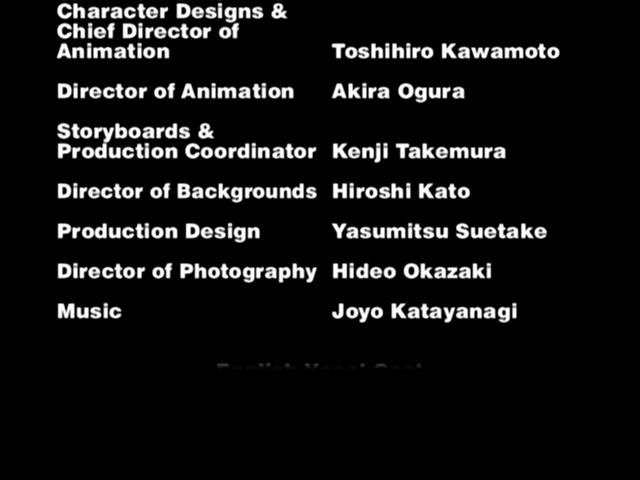 Character Designs &
Chief Director of
Animation Toshihiro Kawamoto
Director of Animation Akira Ogura
Storyboards &
Production Coordinator Kenji Takemura
Director of Backgrounds Hiroshi Kato
Production Design Yasumitsu Suetake
Director of Photography Hideo Okazaki
Music Joyo Katayanagi